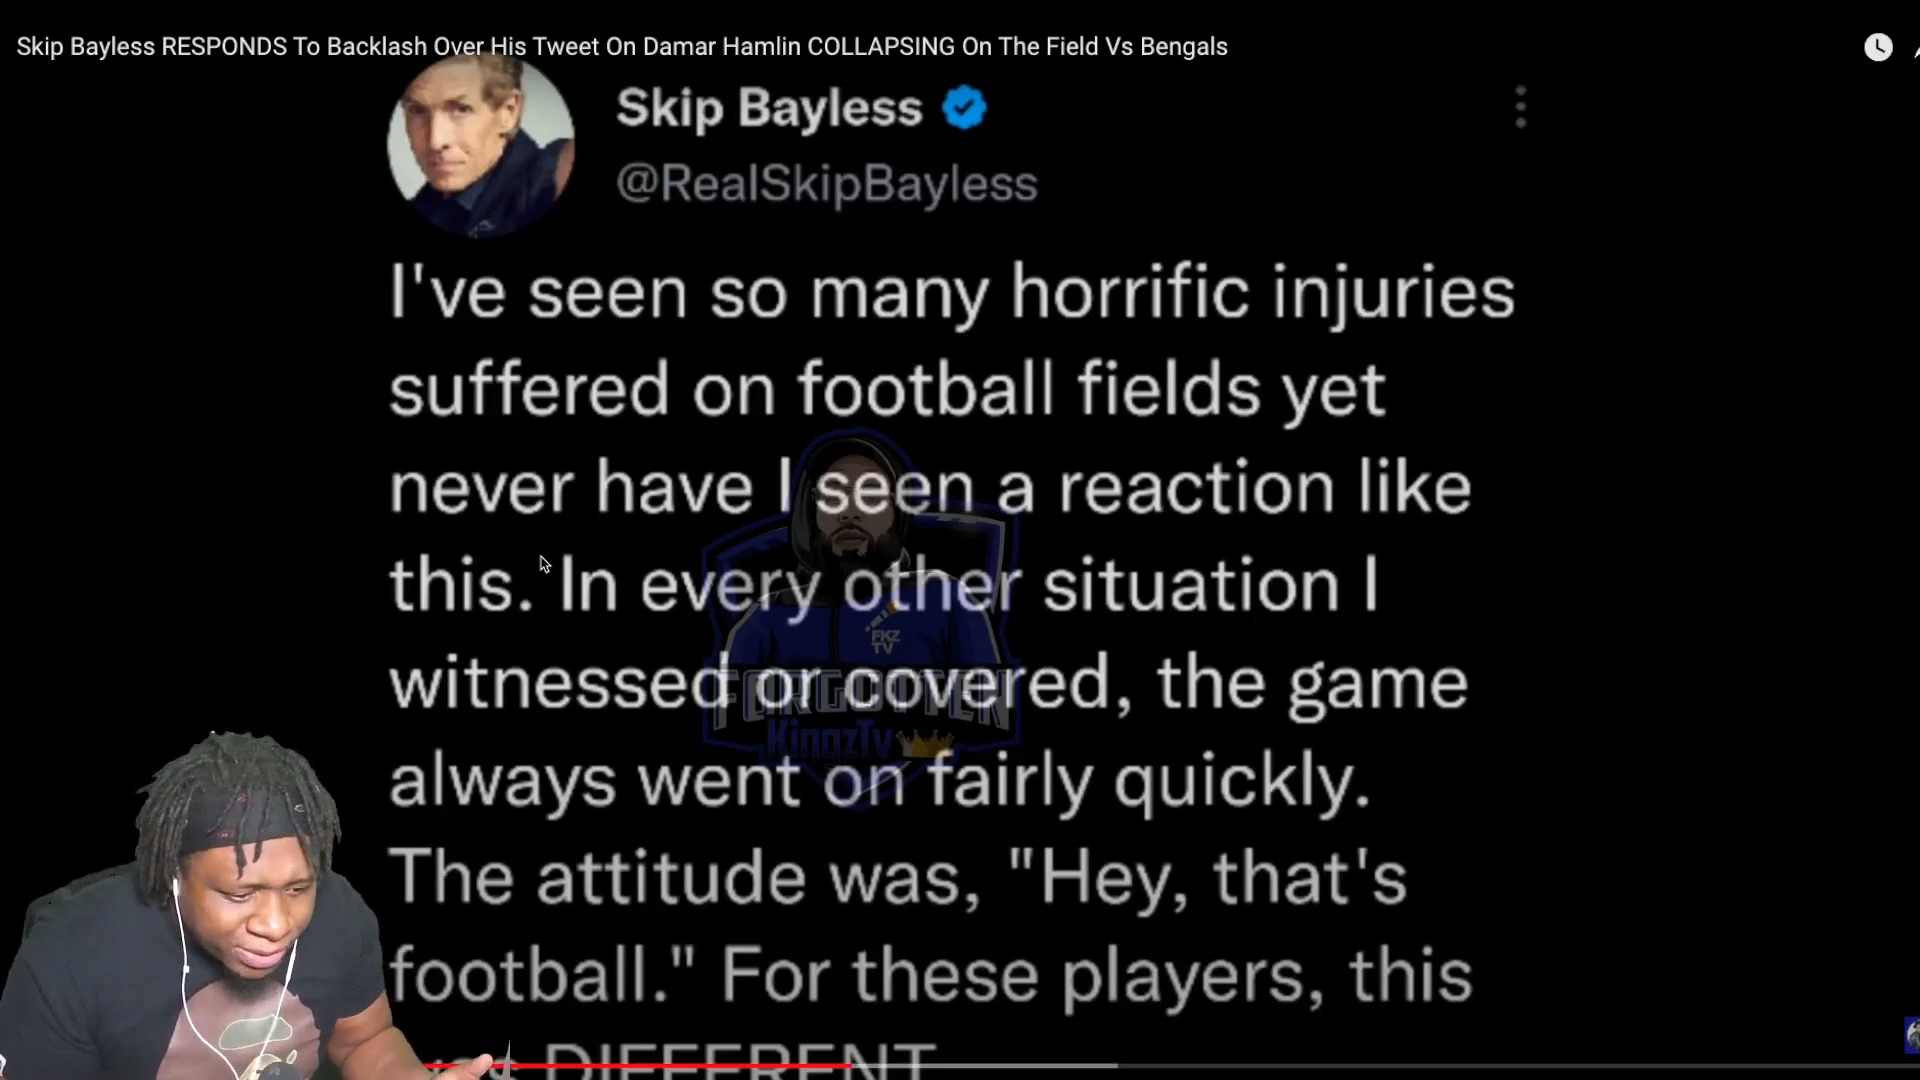 Skip Bayless RESPONDS To Backlash Over His Tweet On Damar Hamlin COLLAPSING On The Field Vs Bengals
Skip Bayless
@RealSkipBayless
I've seen so many horrific injuries
suffered on football fields yet
never have I seen a reaction like
this. In every other situation I
witnessed or covered, the game
always went on fairly quickly.
The attitude was, "Hey, that's
football." For these players, this
DIFFERENT
FKZ
TV
FORGOTTEN
KingzTv